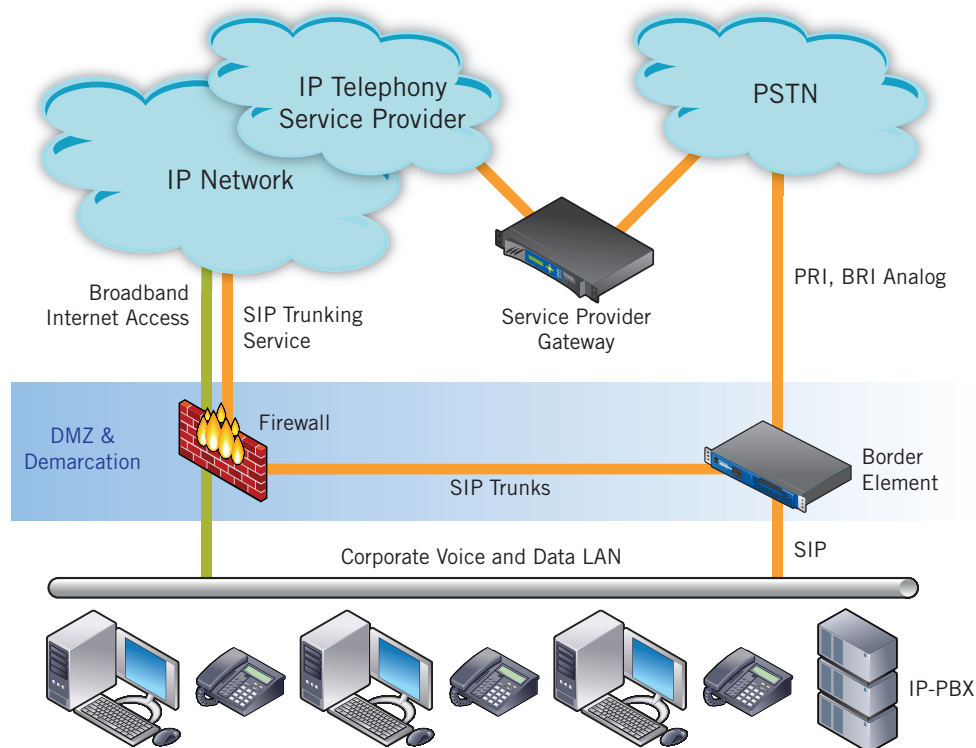 IP Telephony
Service Provider
PSTN
IP Network
Broadband
Internet Access
SIP Trunking
Service
Service Provider
Gateway
PRI, BRI Analog
DMZ &
Demarcation
Firewall
SIP Trunks
Border
Element
Corporate Voice and Data LAN
SIP
IP-PBX